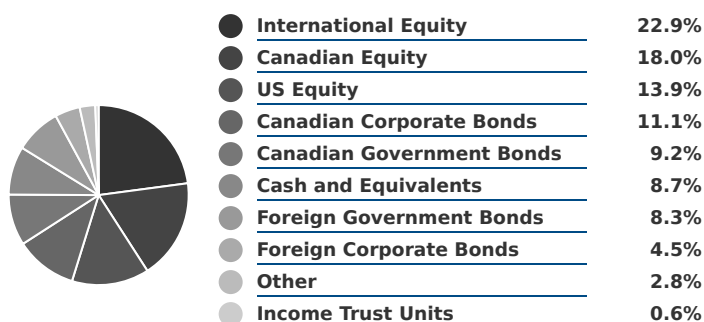 International Equity 22.9%
Canadian Equity 18.0%
US Equity 13.9%
Canadian Corporate Bonds 11.1%
Canadian Government Bonds 9.2%
Cash and Equivalents 8.7%
Foreign Government Bonds 8.3%
Foreign Corporate Bonds 4.5%
Other 2.8%
Income Trust Units 0.6%